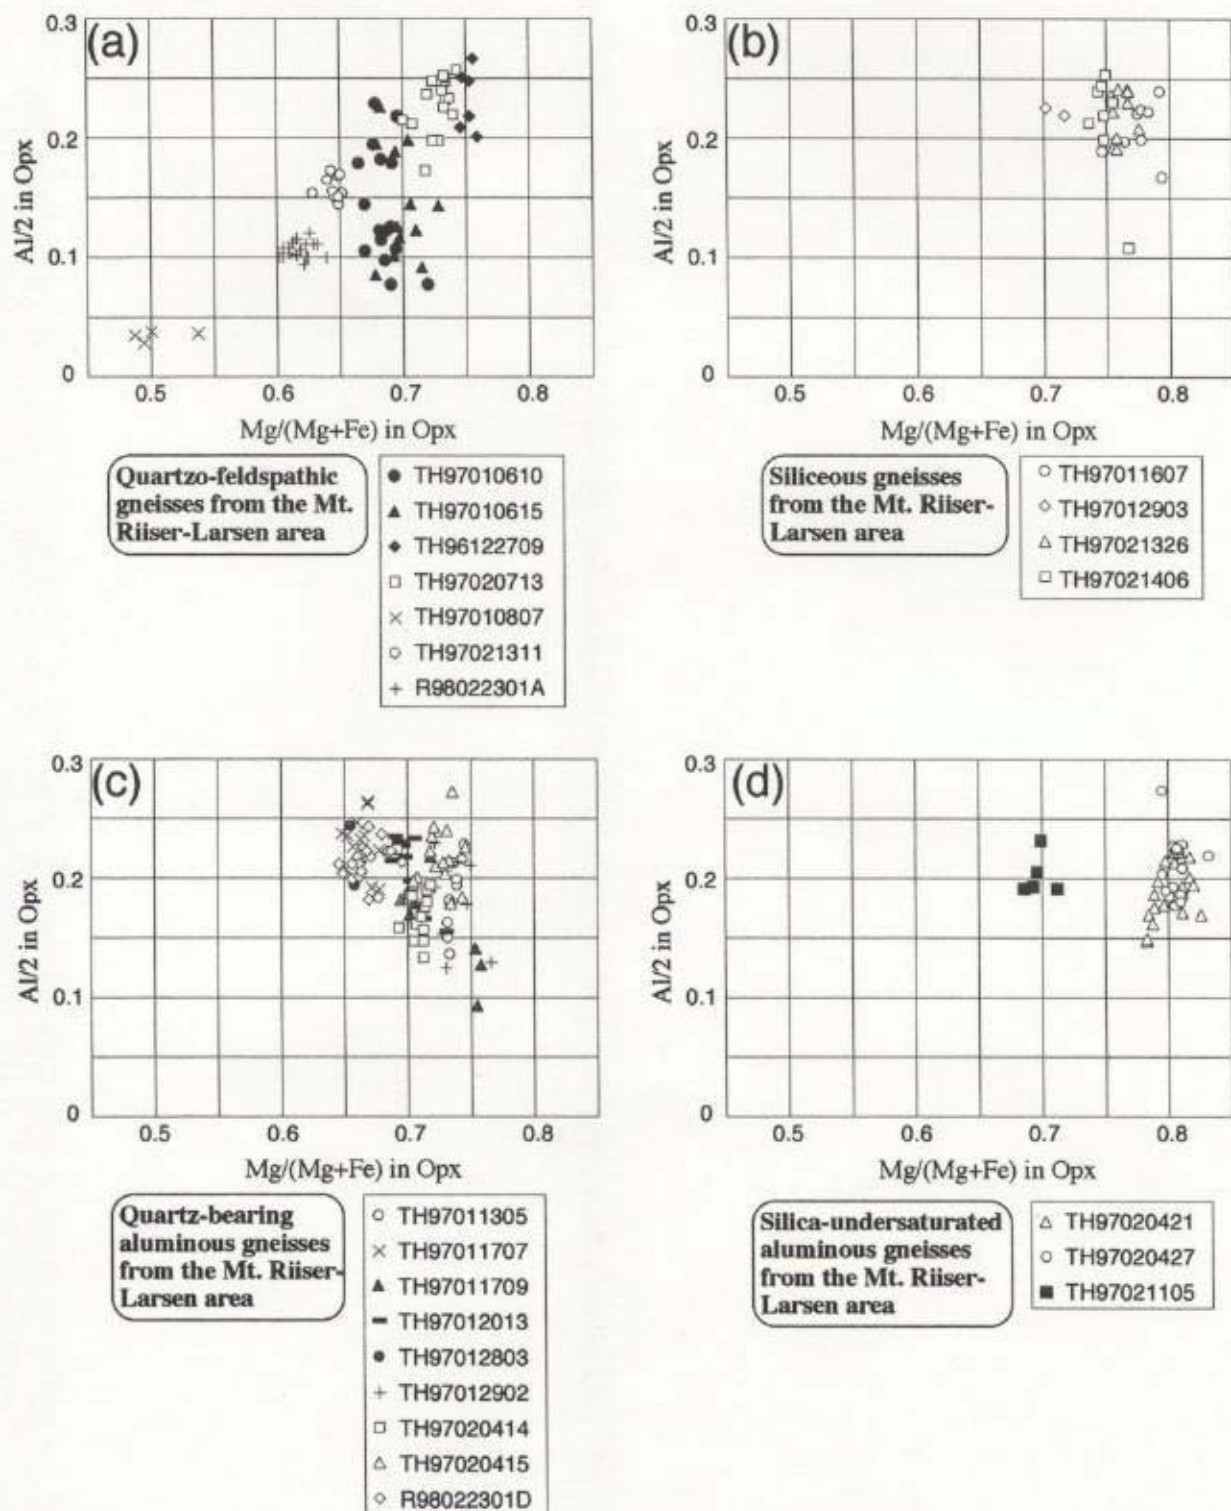 (a)
0.3
0.2
0.1
0
Al/2 in Opx
0.5 0.6 0.7 0.8
Mg/(Mg+Fe) in Opx
Quartzo-feldspathic
gneisses from the Mt.
Riiser-Larsen area
TH97010610
TH97010615
TH96122709
TH97020713
TH97010807
TH97021311
R98022301A
(b)
0.3
0.2
0.1
0
Al/2 in Opx
0.5 0.6 0.7 0.8
Mg/(Mg+Fe) in Opx
Siliceous gneisses
from the Mt. Riiser-
Larsen area
TH97011607
TH97012903
TH97021326
TH97021406
(c)
0.3
0.2
0.1
0
Al/2 in Opx
0.5 0.6 0.7 0.8
Mg/(Mg+Fe) in Opx
Quartz-bearing
aluminous gneisses
from the Mt. Riiser-
Larsen area
TH97011305
TH97011707
TH97011709
TH97012013
TH97012803
TH97012902
TH97020414
TH97020415
R98022301D
(d)
0.3
0.2
0.1
0
Al/2 in Opx
0.5 0.6 0.7 0.8
Mg/(Mg+Fe) in Opx
Silica-undersaturated
aluminous gneisses
from the Mt. Riiser-
Larsen area
TH97020421
TH97020427
TH97021105